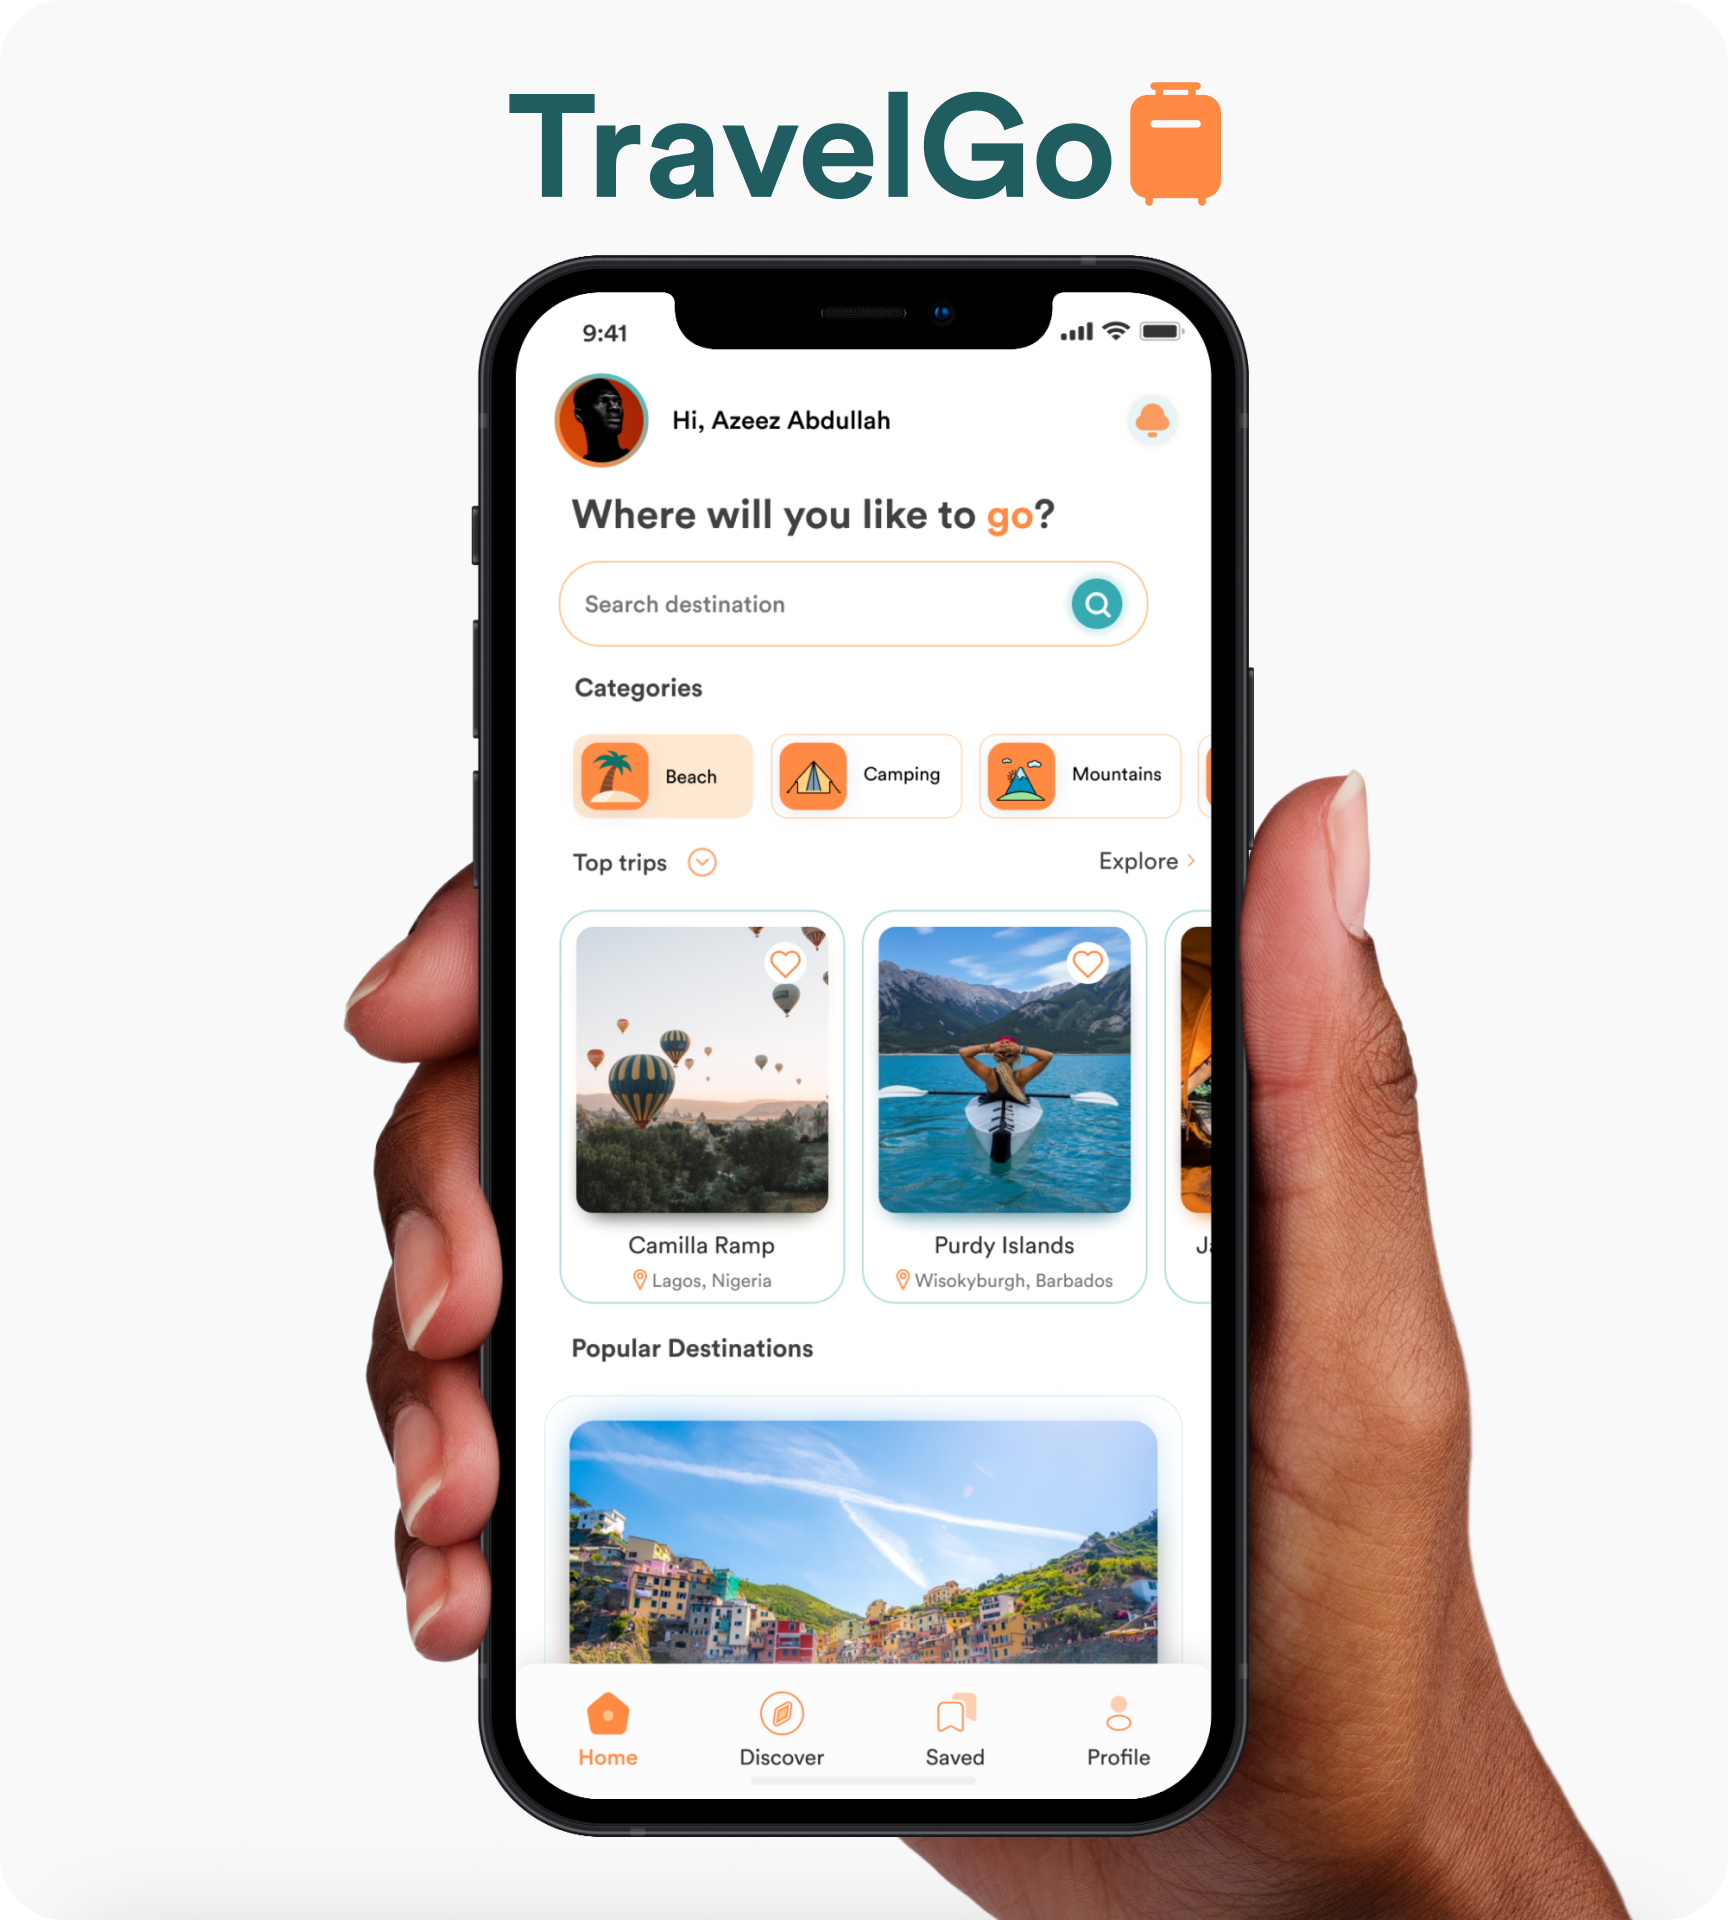 TravelGo
9:41
Hi, Azeez Abdullah
Where will you like to go?
Search destination
Categories
Beach
Camping
Mountains
Top trips
Explore >
Camilla Ramp
Lagos, Nigeria
Purdy Islands
Wisokyburgh, Barbados
Popular Destinations
Home
Discover
Saved
Profile